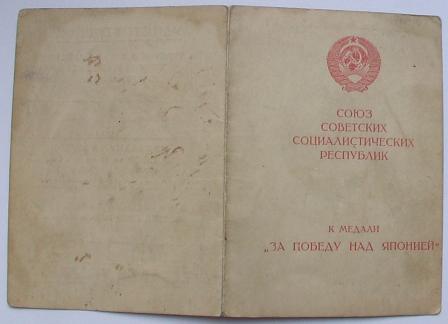 СОЮЗ
СОВЕТСКИХ
СОЦИАЛИСТИЧЕСКИХ
РЕСПУБЛИК
К МЕДАЛИ
„ЗА ПОБЕДУ НАД ЯПОНИЕЙ“